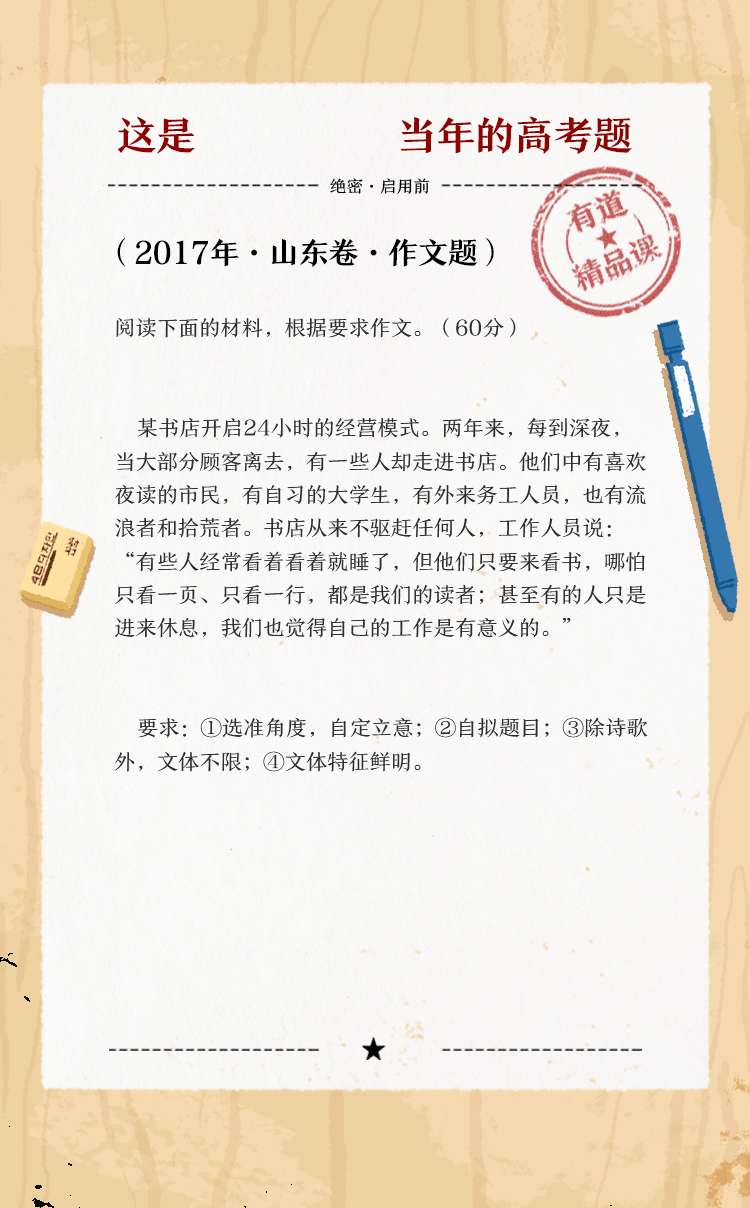 这是 当年的高考题
绝密·启用前
有道
精品课
（2017年·山东卷·作文题）
阅读下面的材料，根据要求作文。（60分）
某书店开启24小时的经营模式。两年来，每到深夜，
当大部分顾客离去，有一些人却走进书店。他们中有喜欢
夜读的市民，有自习的大学生，有外来务工人员，也有流
浪者和拾荒者。书店从来不驱赶任何人，工作人员说：
“有些人经常看着看着就睡了，但他们只要来看书，哪怕
只看一页、只看一行，都是我们的读者；甚至有的人只是
进来休息，我们也觉得自己的工作是有意义的。”
要求：①选准角度，自定立意；②自拟题目；③除诗歌
外，文体不限；④文体特征鲜明。